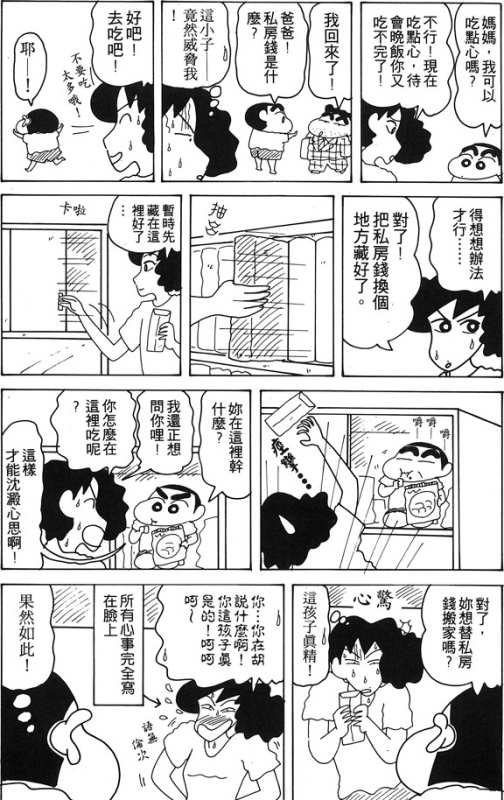 媽媽，我可以
吃點心嗎？
不行！現在
吃點心，待
會晚飯你又
吃不完了！
我回來了！
爸爸！
私房錢是什
麼？
這小子——
竟然威脅我
好吧！
去吃吧！
不要吃
太多哦！
耶——！
得想想辦法
才行……
對了！
把私房錢換個
地方藏好了。
抽出
暫時先
藏在這
裡好了
…
卡啦
嚼
嚼
嚼
痙攣…
妳在這裡幹
什麼？
我還正想
問你哩！
你怎麼在
這裡吃呢
？
這樣
才能沈澱心思啊！
對了，
妳想替私房
錢搬家嗎？
驚
心
這孩子真精！
你…你在胡
說什麼啊！
你這孩子真
是的！呵呵
呵～
語無
倫次
所有心事完全寫
在臉上
果然如此！